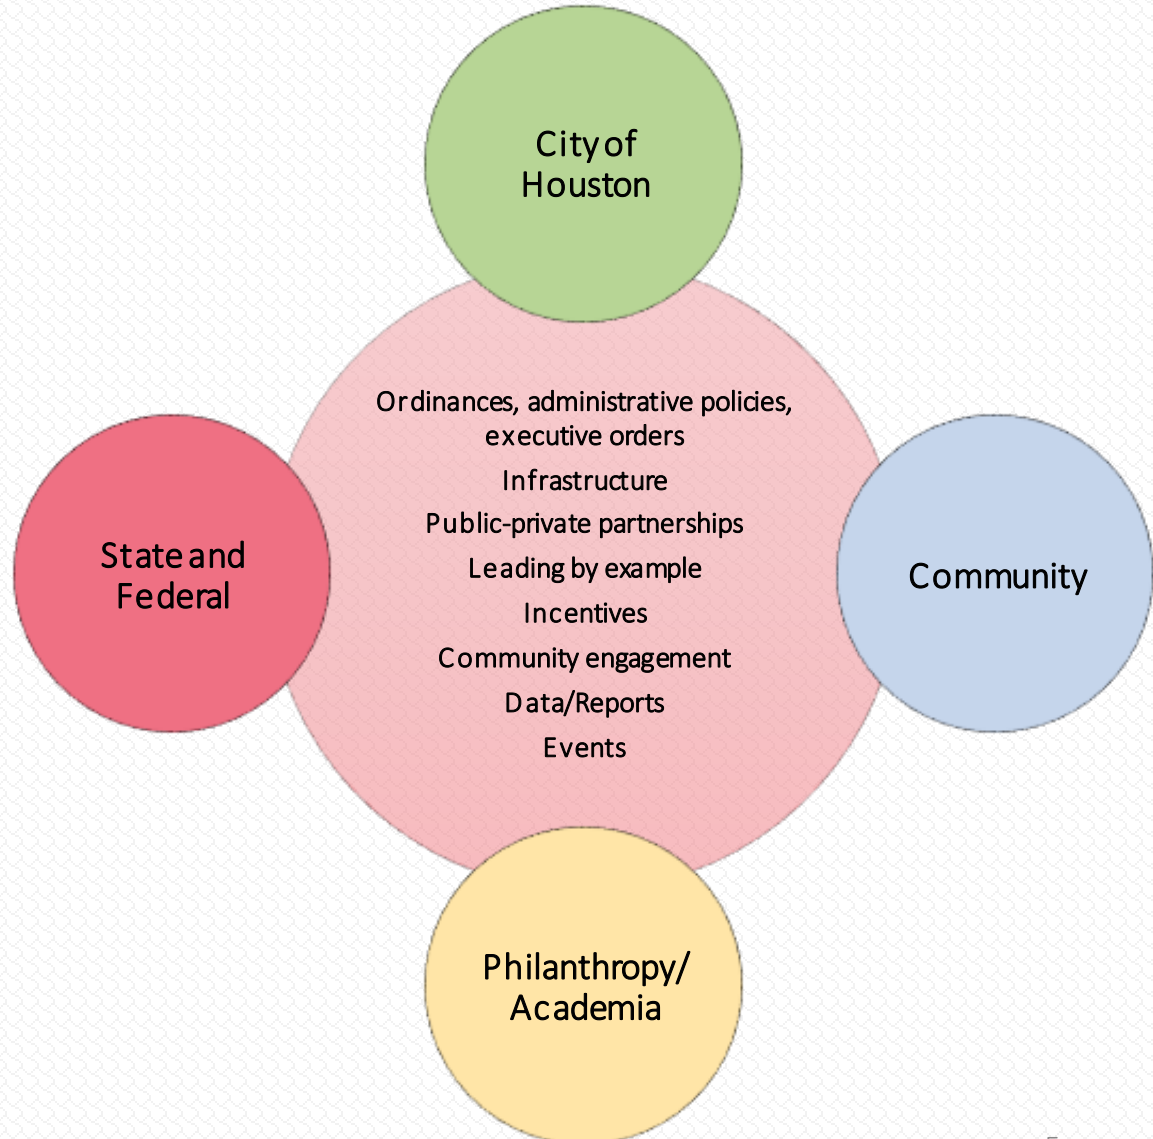 City of
Houston
Ordinances, administrative policies,
executive orders
Infrastructure
Public-private partnerships
Leading by example
Incentives
Community engagement
Data/Reports
Events
State and
Federal
Community
Philanthropy/
Academia